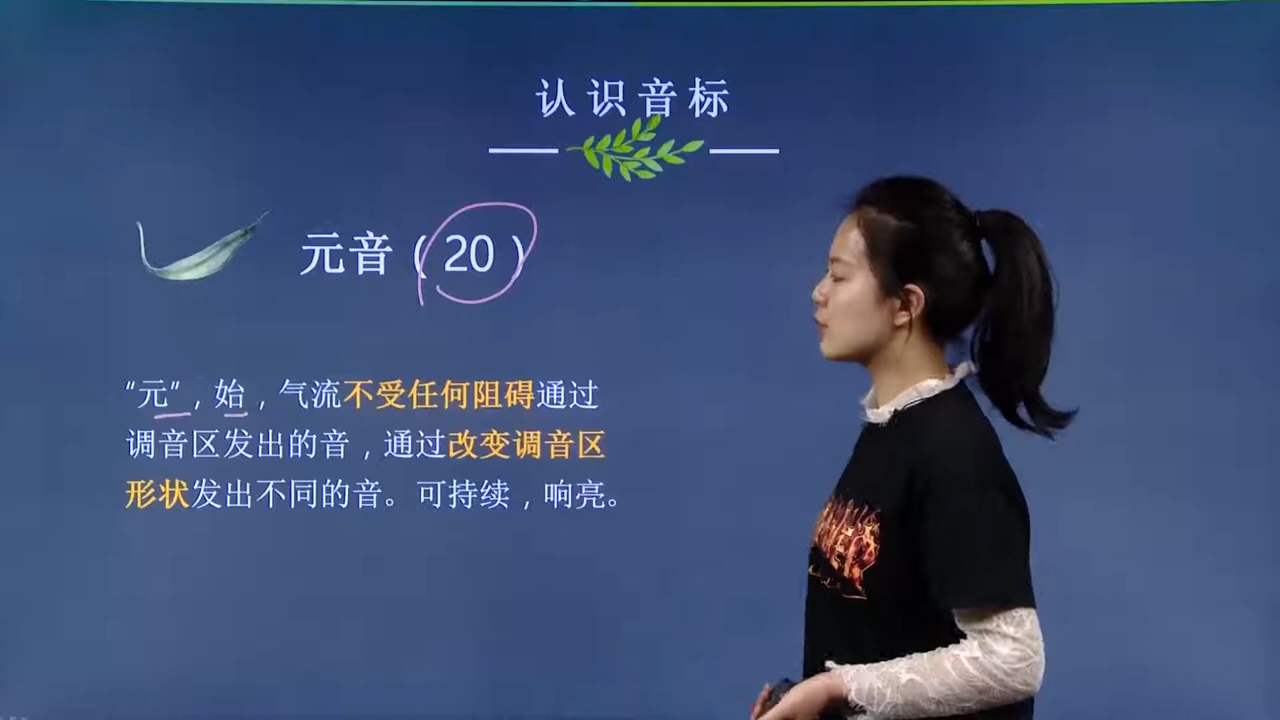 认识音标
元音（20）
“元”，始，气流不受任何阻碍通过
调音区发出的音，通过改变调音区
形状发出不同的音。可持续，响亮。